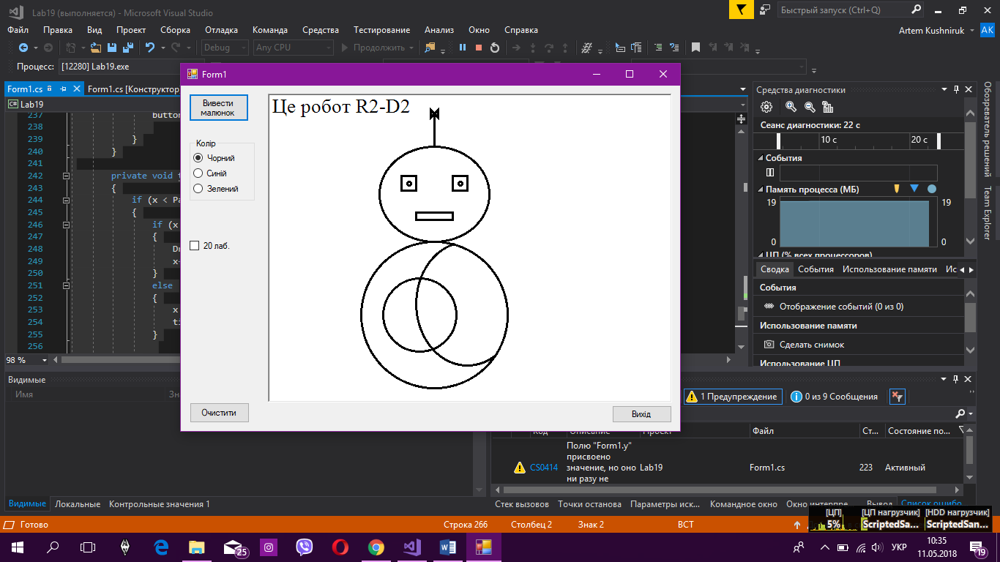 Lab19 (выполняется) - Microsoft Visual Studio
Быстрый запуск (Ctrl+Q)
Файл Правка Вид Проект Сборка Отладка Команда Средства Тестирование Анализ Окно Справка
Artem Kushniruk AK
Debug Any CPU Продолжить
Процесс: [12280] Lab19.exe
Form1
Form1.cs Form1.cs [Конструктор
Lab19
237 button
238
239 }
240 }
241
242 private void
243 {
244 if (x < Pa
245 {
246 if (x
247 {
248 Dr
249 x
250 }
251 else
252 {
253 x
254 ti
255 }
256
98 %
Вивести
малюнок
Колір
Чорний
Синій
Зелений
20 лаб.
Очистити
Це робот R2-D2
Вихід
Средства диагностики
Сеанс диагностики: 22 с
10 с 20 с
События
Память процесса (МБ)
19 19
0 0
ЦП (% всех процессоров)
Сводка События Использование памяти Ис
События
Отображение событий (0 из 0)
Использование памяти
Сделать снимок
Использование ЦП
Обозреватель решений
Team Explorer
Видимые
Имя Зн
1 Предупреждение 0 из 9 Сообщения
Код Описание Проект Файл Ст... Состояние по...
Полю "Form1.y"
присвоено
CS0414 значение, но оно Lab19 Form1.cs 223 Активный
ни разу не
Видимые Локальные Контрольные значения 1
Стек вызовов Точки останова Параметры иск... Командное окно Окно интерпре Вывод Список ошибо
Готово Строка 266 Столбец 2 Знак 2 ВСТ
[ЦП] [ЦП нагрузчик] [HDD нагрузчик]
5% ScriptedSa... ScriptedSan...
25
УКР
10:35
11.05.2018
19